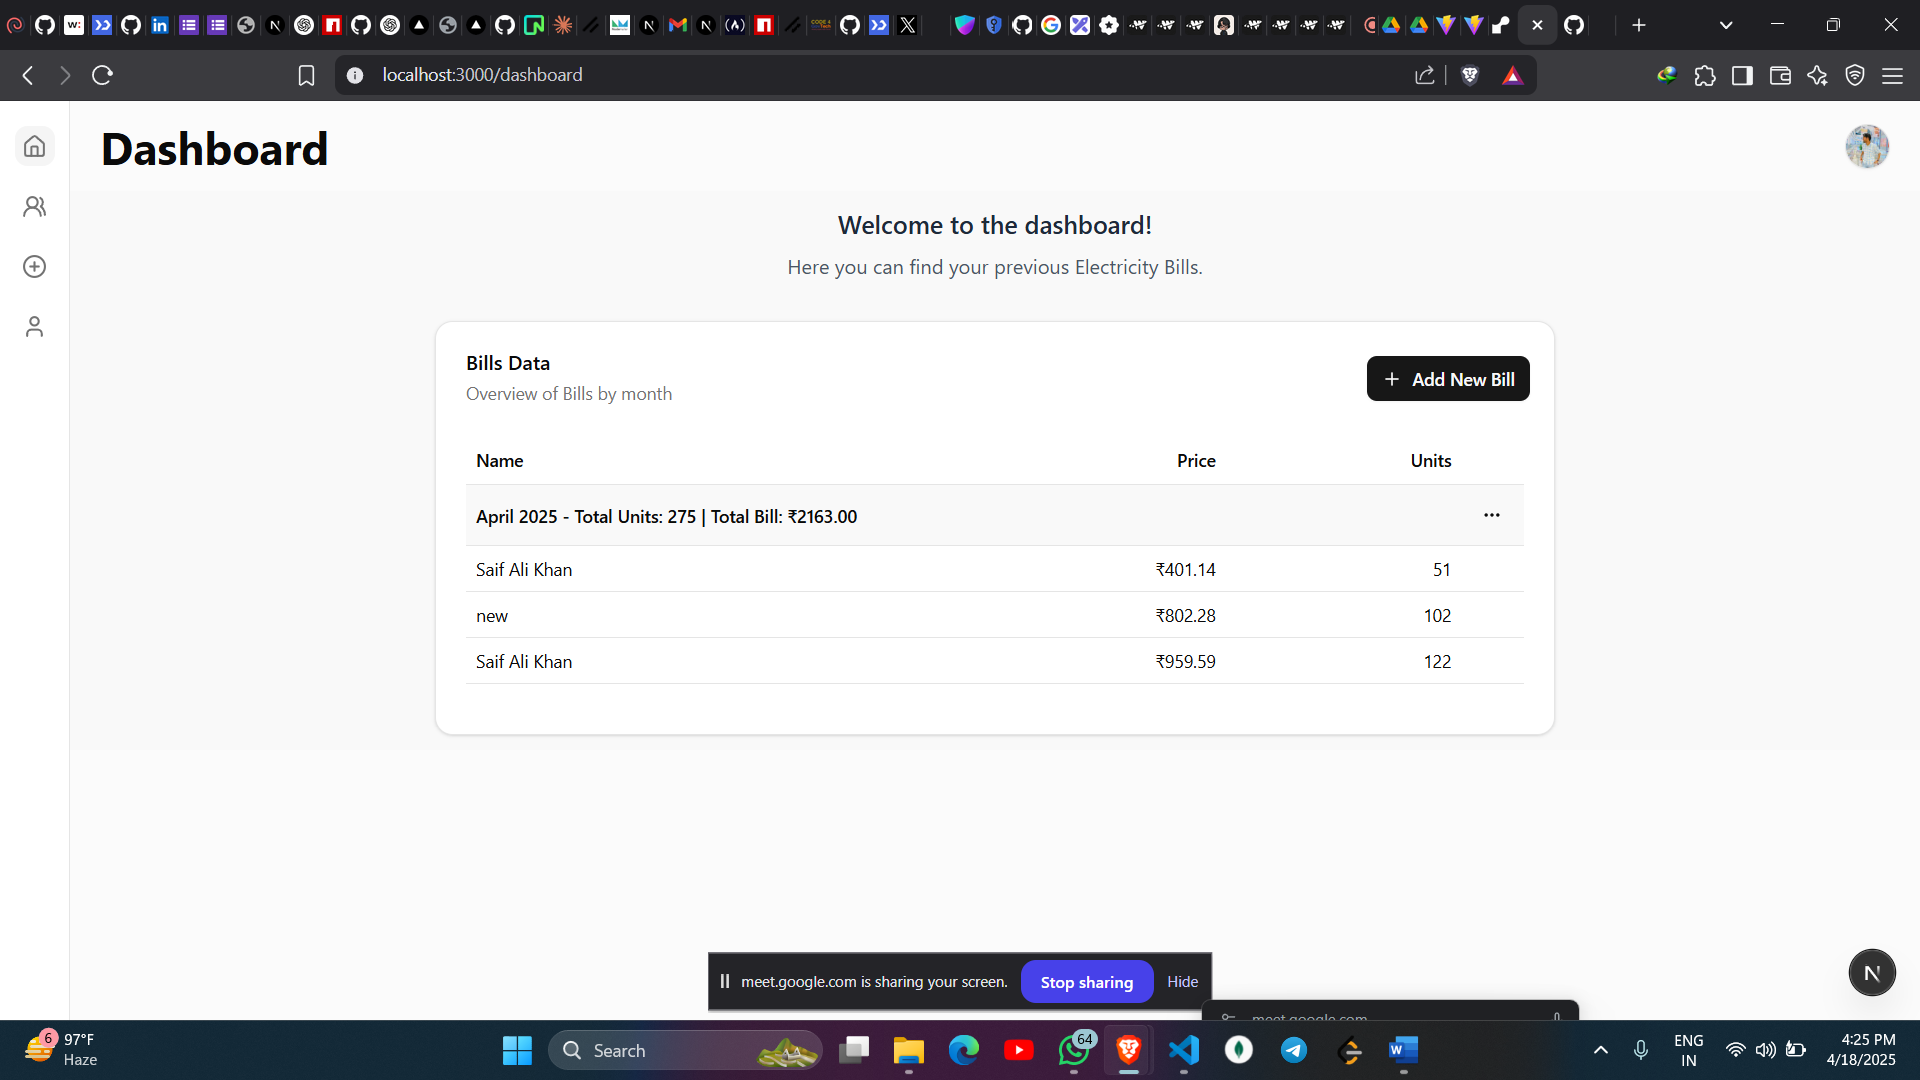 localhost:3000/dashboard
Dashboard
Welcome to the dashboard!
Here you can find your previous Electricity Bills.
Bills Data
Overview of Bills by month
+ Add New Bill
Name Price Units
April 2025 - Total Units: 275 | Total Bill: ₹2163.00 ...
Saif Ali Khan ₹401.14 51
new ₹802.28 102
Saif Ali Khan ₹959.59 122
meet.google.com is sharing your screen. Stop sharing Hide
N
meet.google.com
6 97°F
Haze
Search
64
ENG
IN
4:25 PM
4/18/2025